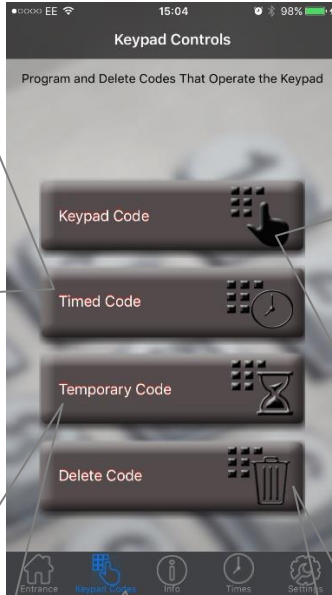 EE 15:04 98%
Keypad Controls
Program and Delete Codes That Operate the Keypad
Keypad Code
Timed Code
Temporary Code
Delete Code
Entrance Keypad Codes Info Times Settings